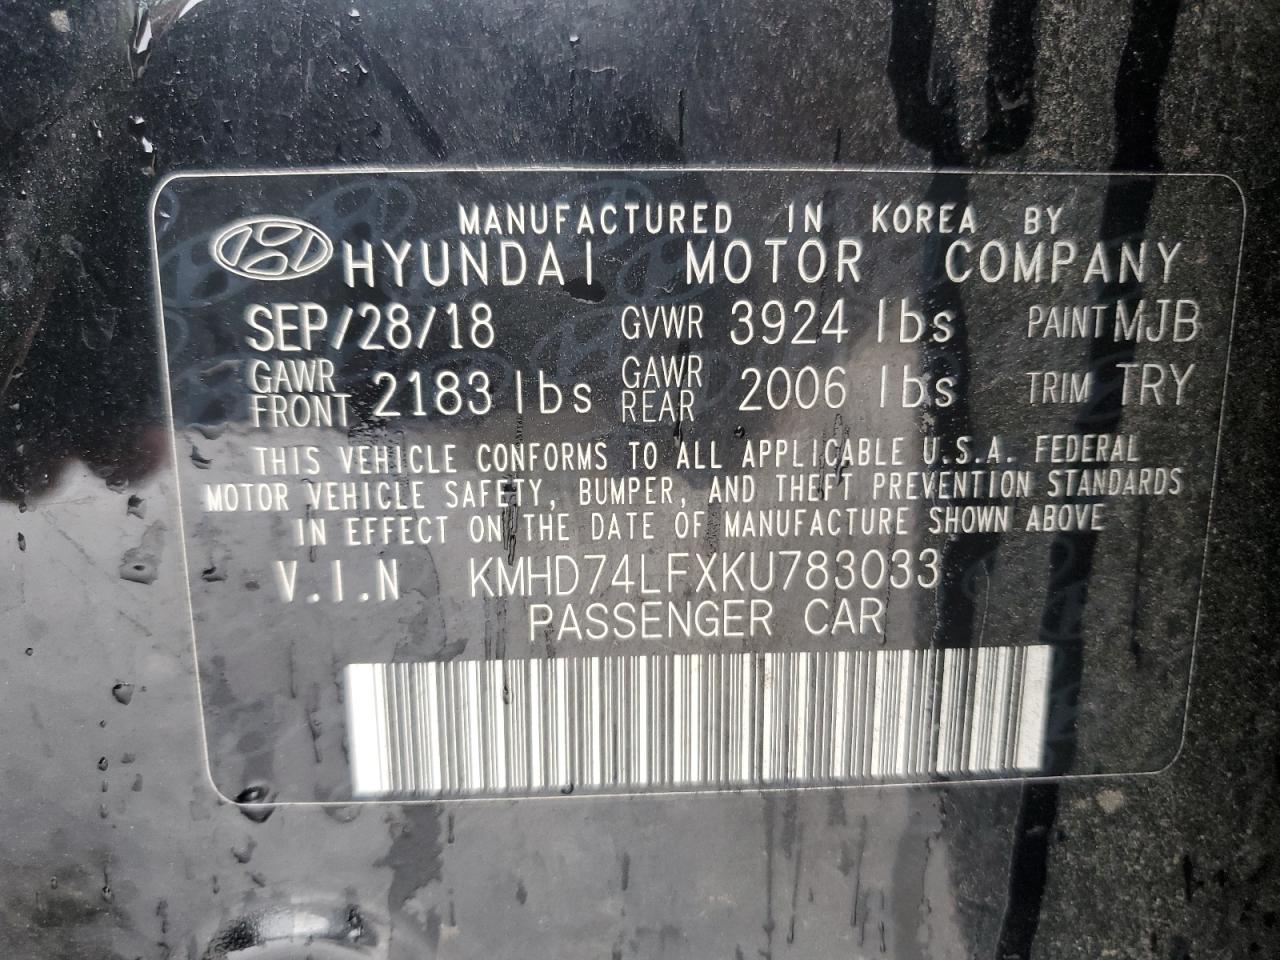 MANUFACTURED IN KOREA BY
HYUNDAI MOTOR COMPANY
SEP/28/18 GVWR 3924 lbs PAINT MJB
GAWR FRONT 2183 lbs GAWR REAR 2006 lbs TRIM TRY
THIS VEHICLE CONFORMS TO ALL APPLICABLE U.S.A. FEDERAL
MOTOR VEHICLE SAFETY, BUMPER, AND THEFT PREVENTION STANDARDS
IN EFFECT ON THE DATE OF MANUFACTURE SHOWN ABOVE
V.I.N KMHD74LFXKU783033
PASSENGER CAR